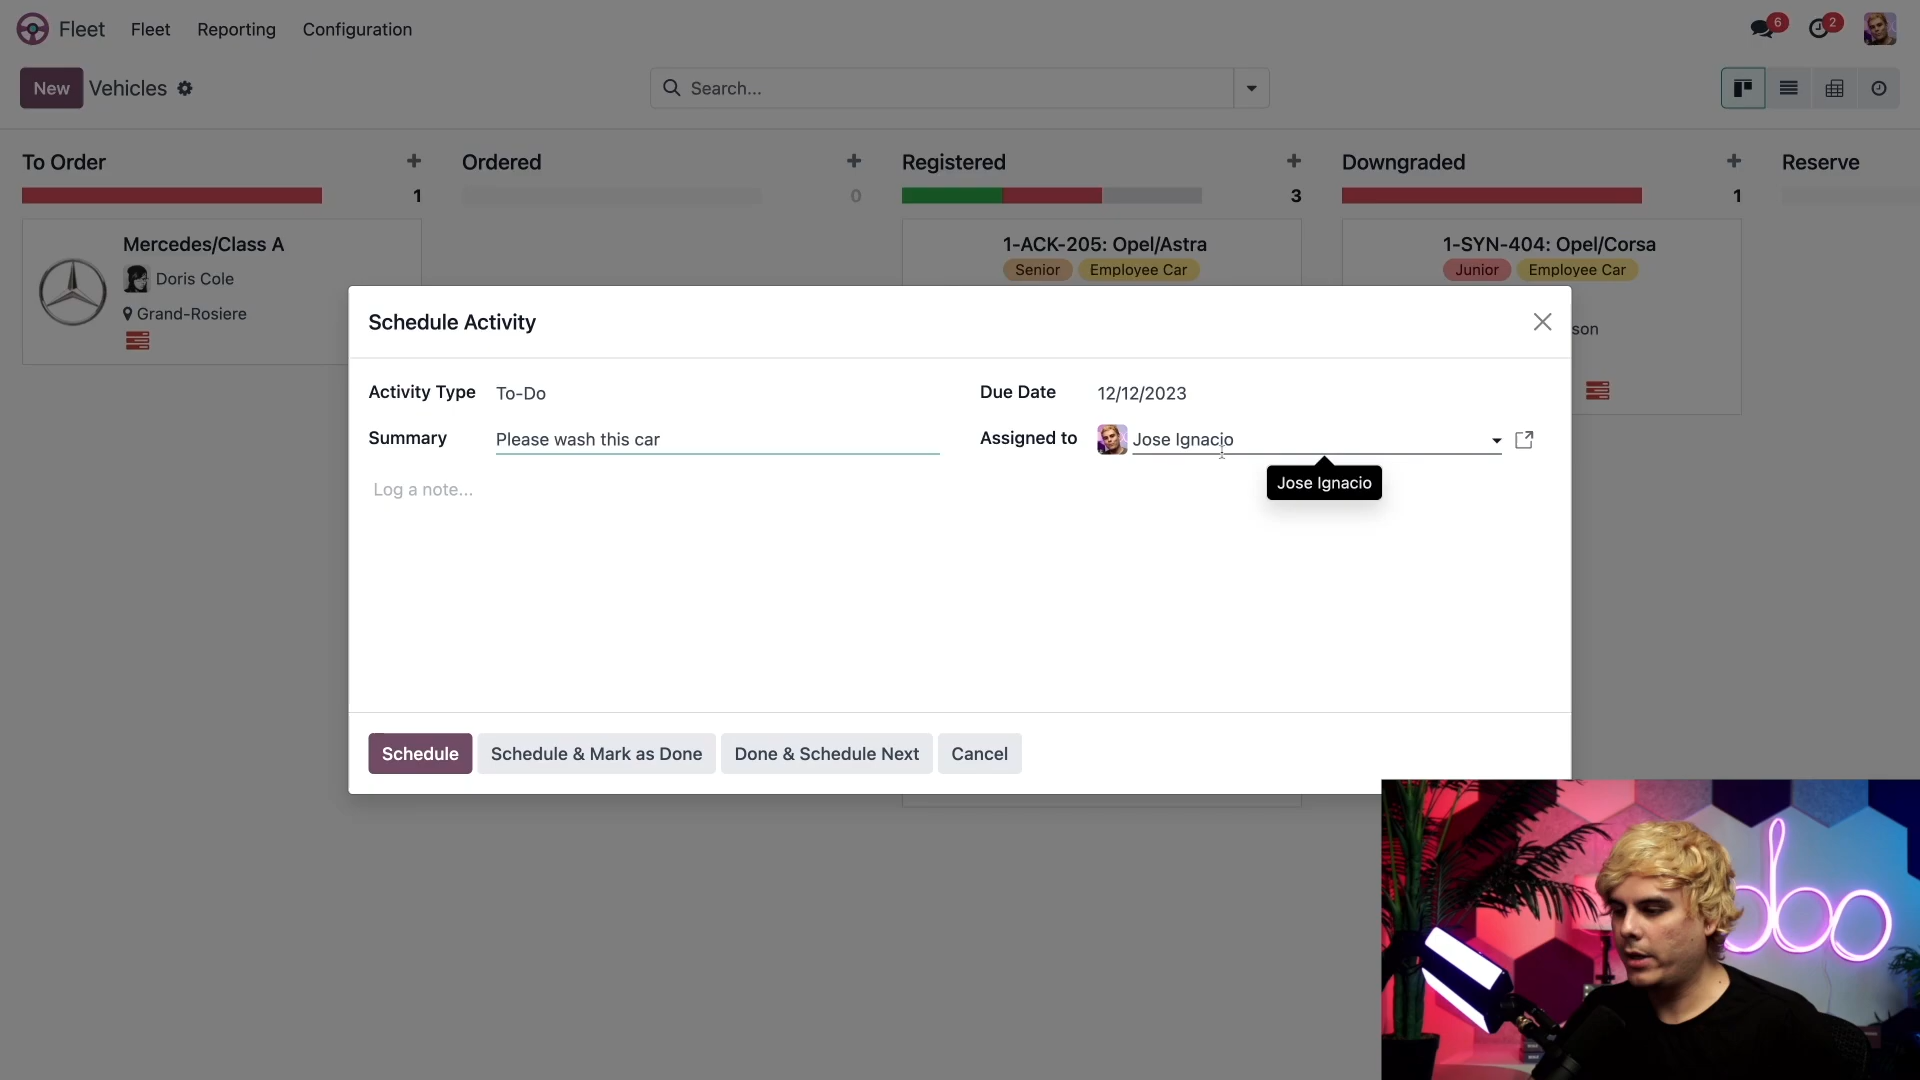 Fleet
Fleet
Reporting
Configuration
6
2
New
Vehicles
Search...
To Order
1
Ordered
0
Registered
3
Downgraded
1
Reserve
Mercedes/Class A
Doris Cole
Grand-Rosiere
1-ACK-205: Opel/Astra
Senior
Employee Car
1-SYN-404: Opel/Corsa
Junior
Employee Car
son
Schedule Activity
Activity Type
To-Do
Due Date
12/12/2023
Summary
Please wash this car
Assigned to
Jose Ignacio
Jose Ignacio
Log a note...
Schedule
Schedule & Mark as Done
Done & Schedule Next
Cancel